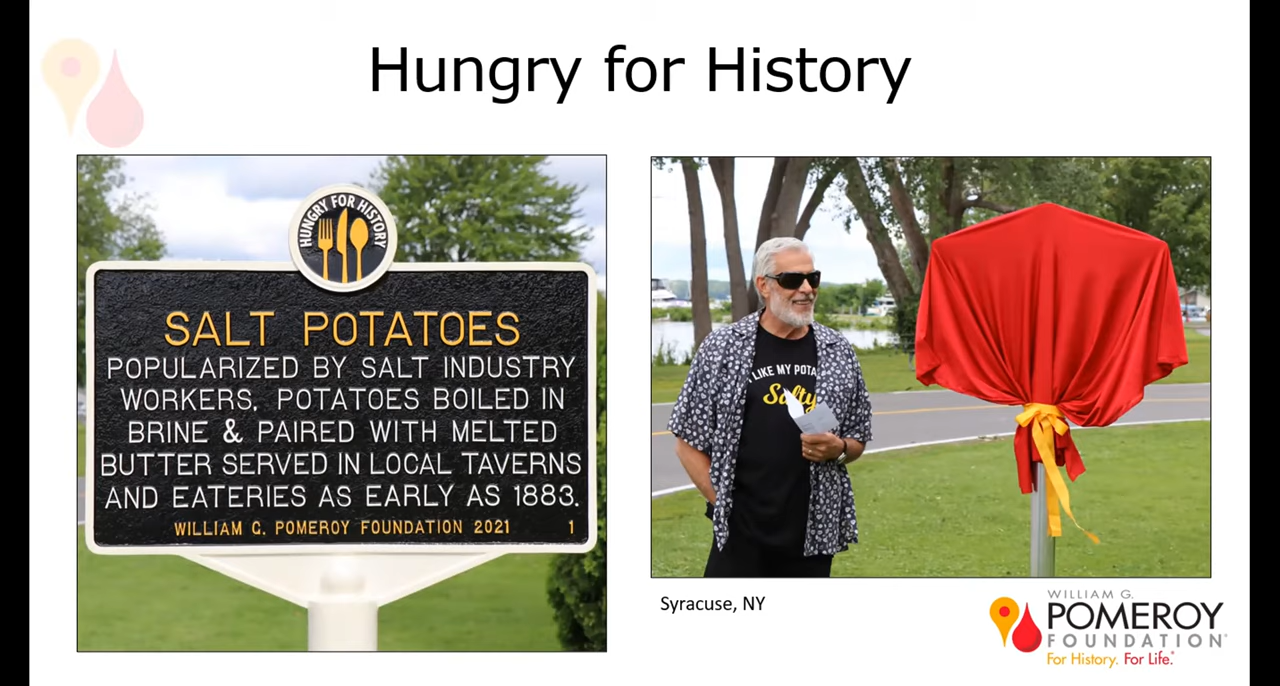 Hungry for History
HUNGRY FOR HISTORY
SALT POTATOES
POPULARIZED BY SALT INDUSTRY
WORKERS, POTATOES BOILED IN
BRINE & PAIRED WITH MELTED
BUTTER SERVED IN LOCAL TAVERNS
AND EATERIES AS EARLY AS 1883.
WILLIAM G. POMEROY FOUNDATION 2021 1
LIKE MY
Salty
Syracuse, NY
WILLIAM G.
POMEROY
FOUNDATION®
For History. For Life.®